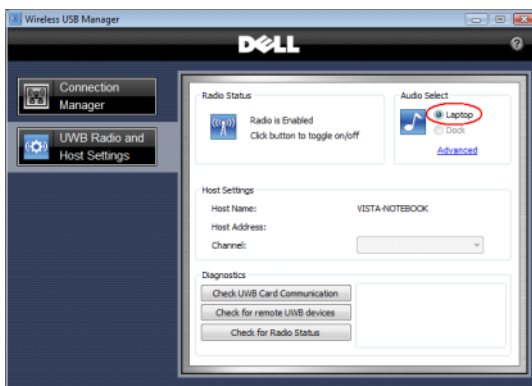 Wireless USB Manager
DELL
Connection
Manager
UWB Radio and
Host Settings
Radio Status
Radio is Enabled
Click button to toggle on/off
Audio Select
Laptop
Dock
Advanced
Host Settings
Host Name: VISTA-NOTEBOOK
Host Address:
Channel:
Diagnostics
Check UWB Card Communication
Check for remote UWB devices
Check for Radio Status